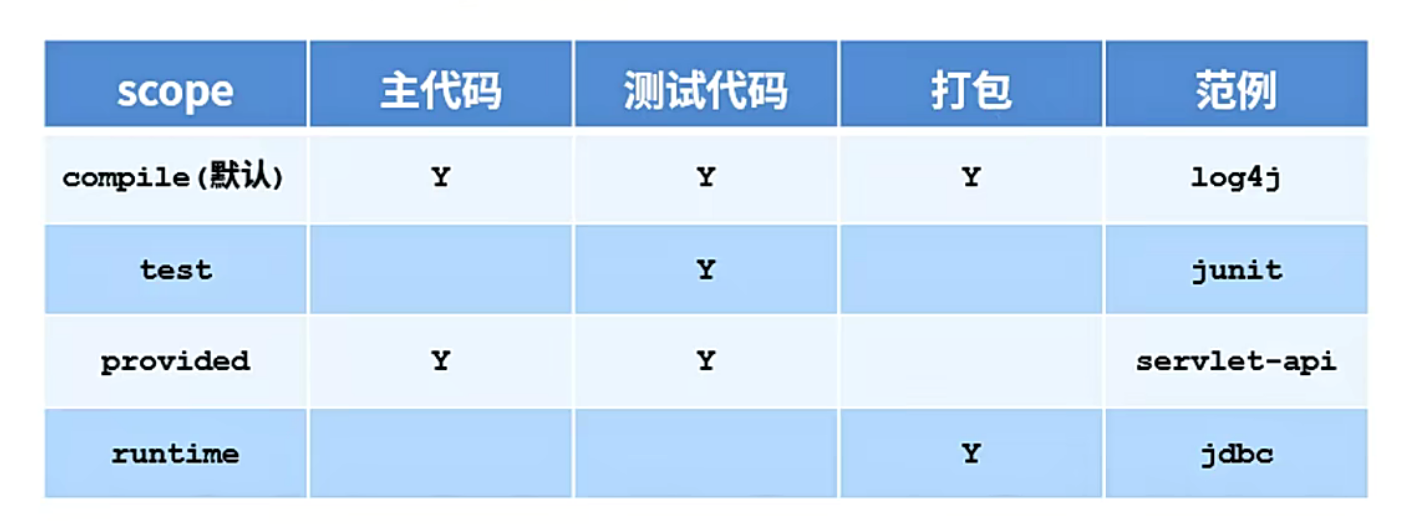 scope 主代码 测试代码 打包 范例
compile(默认) Y Y Y log4j
test Y junit
provided Y Y servlet-api
runtime Y jdbc